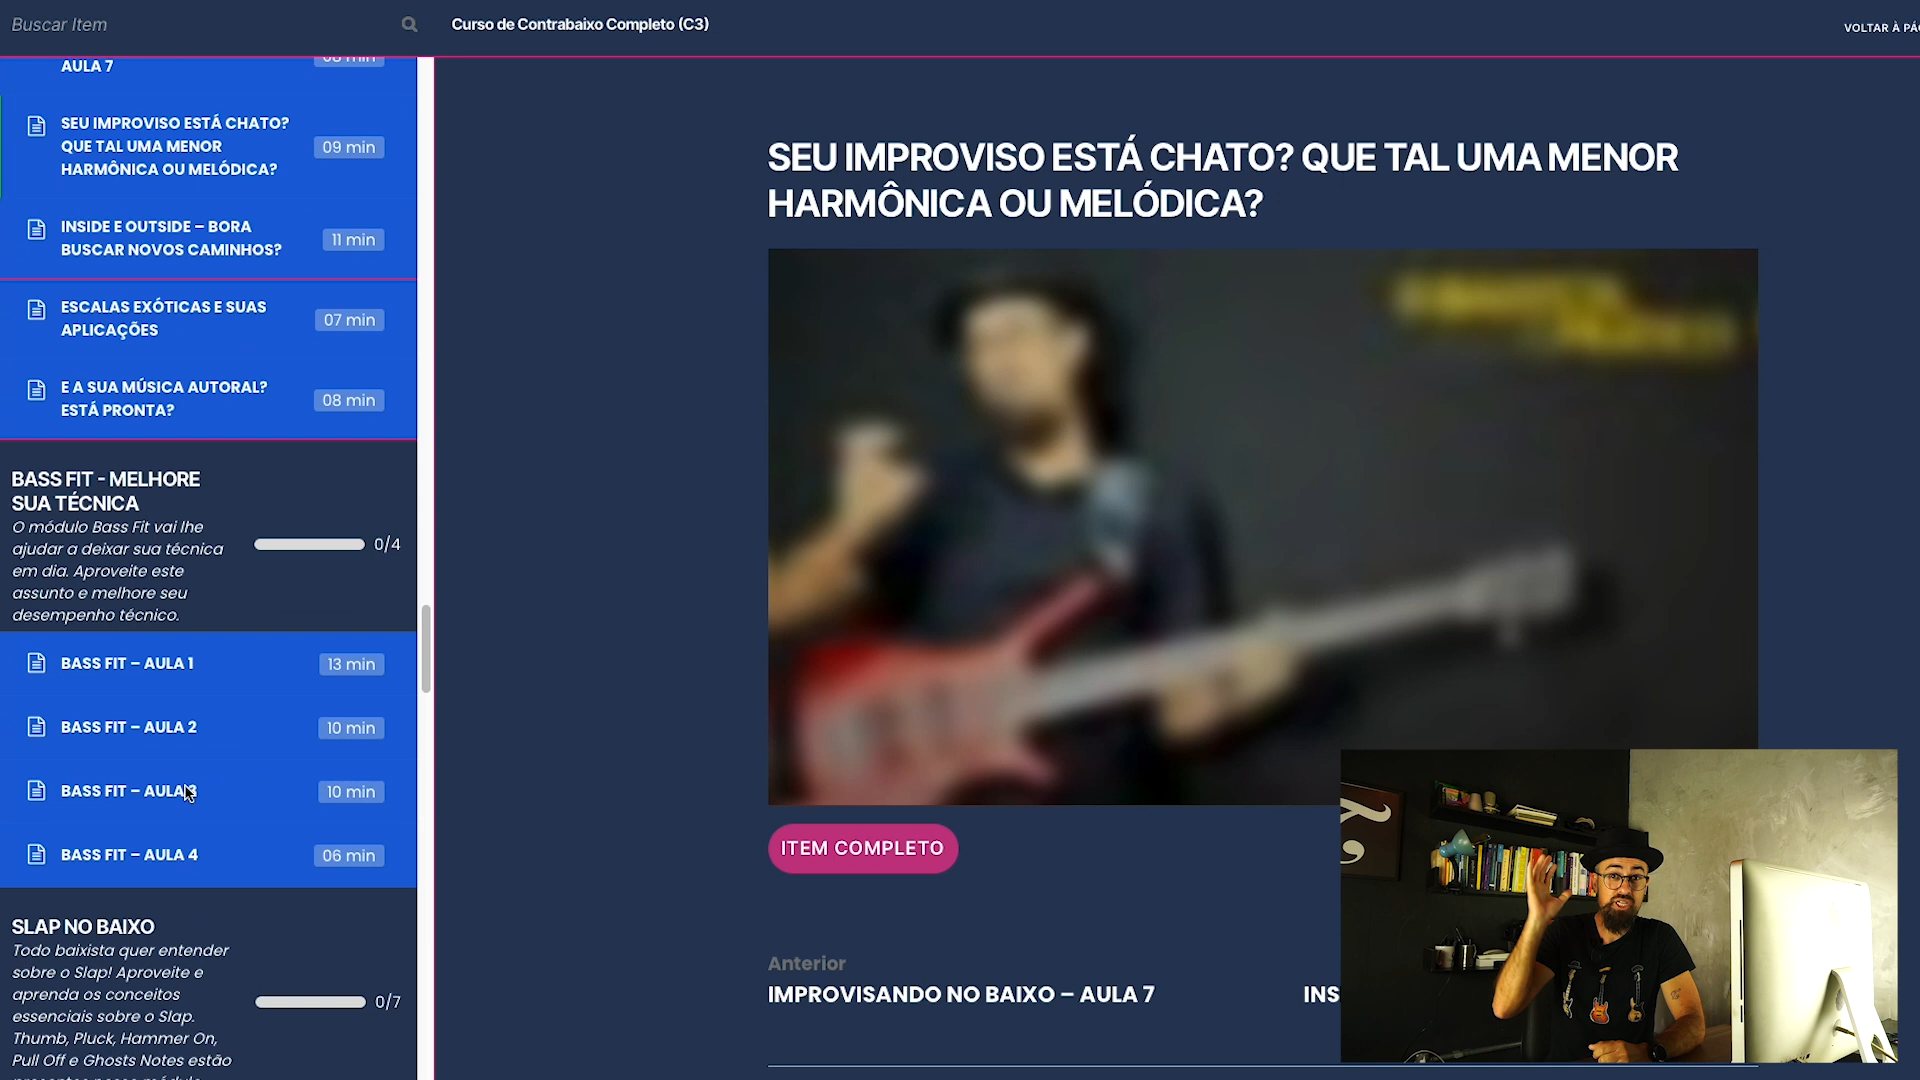 Buscar Item
Curso de Contrabaixo Completo (C3)
VOLTAR À PÁ
AULA 7
SEU IMPROVISO ESTÁ CHATO?
QUE TAL UMA MENOR
HARMÔNICA OU MELÓDICA?
09 min
INSIDE E OUTSIDE – BORA
BUSCAR NOVOS CAMINHOS?
11 min
ESCALAS EXÓTICAS E SUAS
APLICAÇÕES
07 min
E A SUA MÚSICA AUTORAL?
ESTÁ PRONTA?
08 min
BASS FIT - MELHORE
SUA TÉCNICA
O módulo Bass Fit vai lhe
ajudar a deixar sua técnica
em dia. Aproveite este
assunto e melhore seu
desempenho técnico.
0/4
BASS FIT – AULA 1
13 min
BASS FIT – AULA 2
10 min
BASS FIT – AULA 3
10 min
BASS FIT – AULA 4
06 min
SLAP NO BAIXO
Todo baixista quer entender
sobre o Slap! Aproveite e
aprenda os conceitos
essenciais sobre o Slap.
Thumb, Pluck, Hammer On,
Pull Off e Ghosts Notes estão
0/7
SEU IMPROVISO ESTÁ CHATO? QUE TAL UMA MENOR
HARMÔNICA OU MELÓDICA?
ITEM COMPLETO
Anterior
IMPROVISANDO NO BAIXO – AULA 7
INS